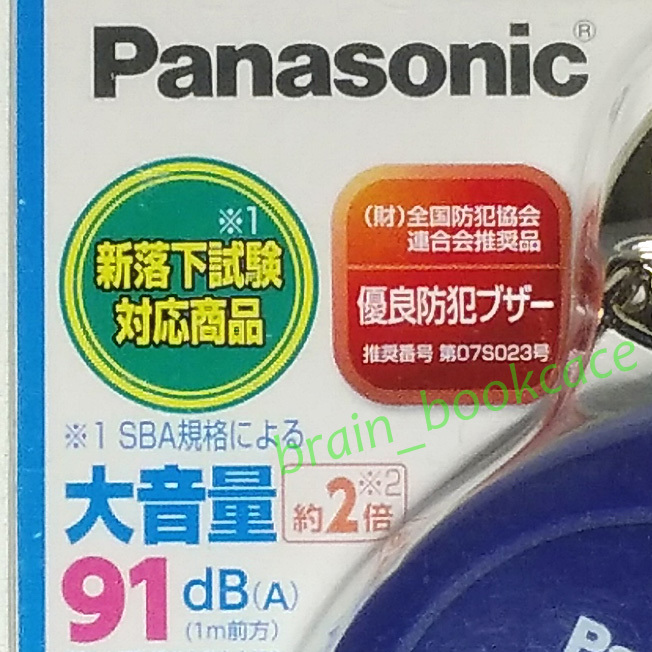 Panasonic®
※1
新落下試験
対応商品
(財)全国防犯協会
連合会推奨品
優良防犯ブザー
推奨番号 第07S023号
※1 SBA規格による
brain_bookcace
大音量 約2倍※2
91 dB(A)
(1m前方)
Pana